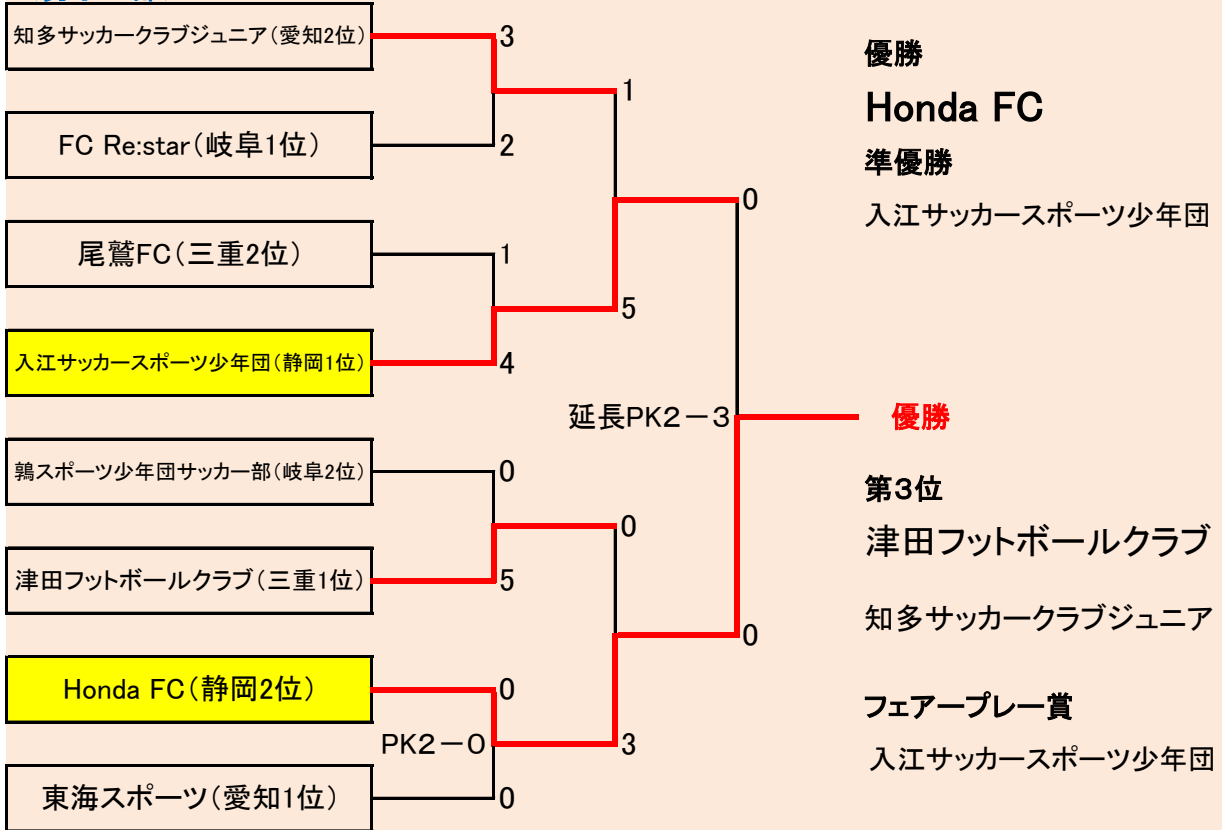 知多サッカークラブジュニア(愛知2位)
3
FC Re:star(岐阜1位)
2
1
尾鷲FC(三重2位)
1
入江サッカースポーツ少年団(静岡1位)
4
5
0
鶉スポーツ少年団サッカー部(岐阜2位)
0
津田フットボールクラブ(三重1位)
5
0
Honda FC(静岡2位)
0
PK2-0
東海スポーツ(愛知1位)
0
3
0
延長PK2-3
優勝
優勝
Honda FC
準優勝
入江サッカースポーツ少年団
第3位
津田フットボールクラブ
知多サッカークラブジュニア
フェアープレー賞
入江サッカースポーツ少年団